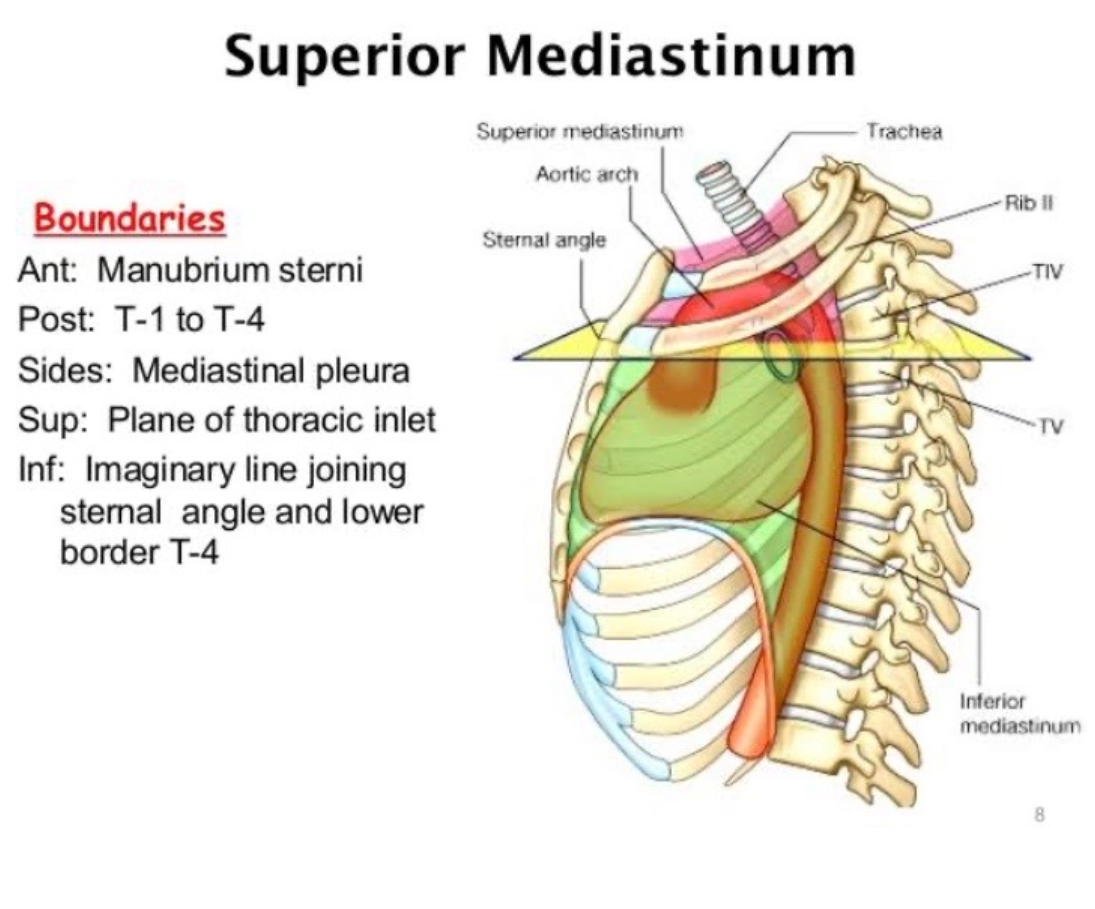 Superior Mediastinum
Boundaries
Ant: Manubrium sterni
Post: T-1 to T-4
Sides: Mediastinal pleura
Sup: Plane of thoracic inlet
Inf: Imaginary line joining
sternal angle and lower
border T-4
Superior mediastinum
Trachea
Aortic arch
Rib II
Sternal angle
TIV
TV
Inferior
mediastinum
8